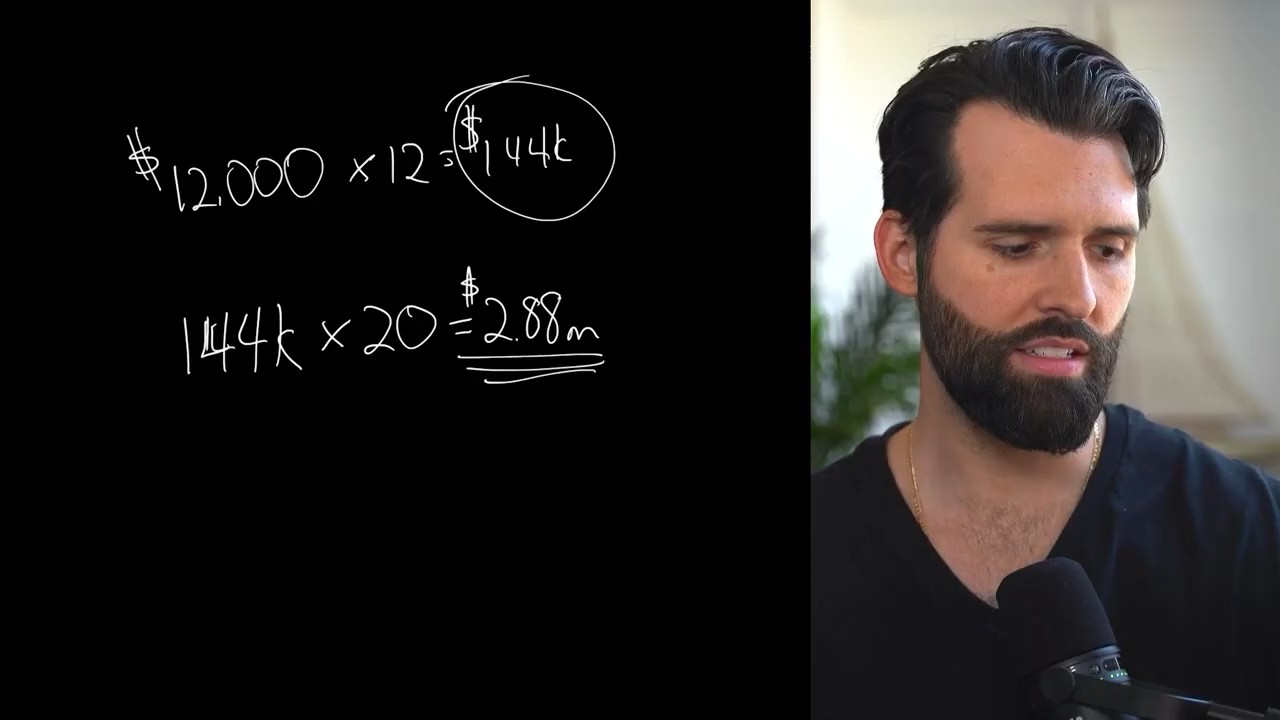 $12.000 x 12 = $144k
144k x 20 = $2.88m